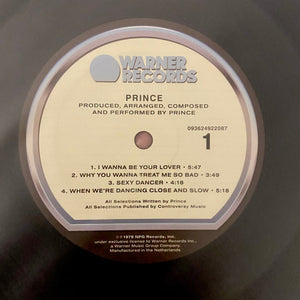 WARNER
RECORDS
PRINCE
PRODUCED, ARRANGED, COMPOSED
AND PERFORMED BY PRINCE
093624922087
1
1. I WANNA BE YOUR LOVER • 5:47
2. WHY YOU WANNA TREAT ME SO BAD • 3:49
3. SEXY DANCER • 4:18
4. WHEN WE'RE DANCING CLOSE AND SLOW • 5:18
All Selections Written by Prince
All Selections Published by Controversy Music
℗ © 1979 NPG Records, Inc.
under exclusive license to Warner Records Inc.,
a Warner Music Group Company.
Manufactured in the Netherlands